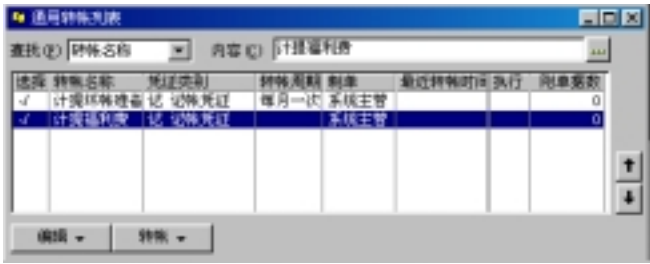 通用转帐列表
查找(F) 转帐名称 内容(C) 计提福利费 ...
选择 转帐名称 凭证类别 转帐周期 制单 最近转帐时间 执行 附单据数
√ 计提坏帐准备 记 记帐凭证 每月一次 系统主管 0
√ 计提福利费 记 记帐凭证 系统主管 0
编辑 转帐